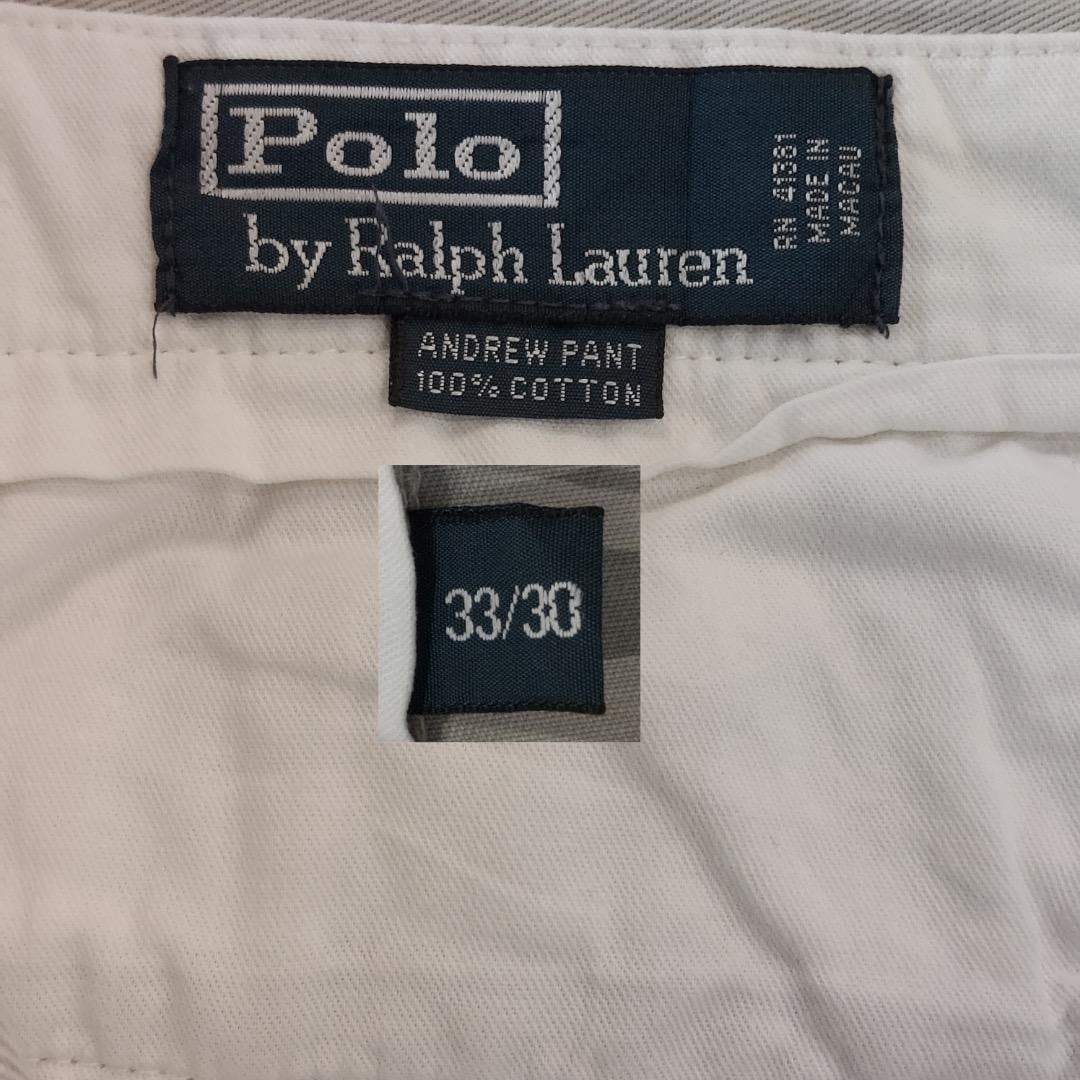 Polo
by Ralph Lauren
RN 41381
MADE IN
MACAU
ANDREW PANT
100% COTTON
33/30